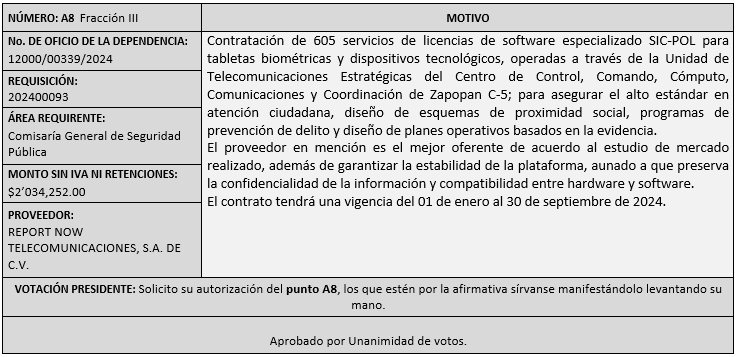 NÚMERO: A8 Fracción III
MOTIVO
No. DE OFICIO DE LA DEPENDENCIA:
12000/00339/2024
REQUISICIÓN:
202400093
ÁREA REQUIRENTE:
Comisaría General de Seguridad
Pública
MONTO SIN IVA NI RETENCIONES:
$2’034,252.00
PROVEEDOR:
REPORT NOW
TELECOMUNICACIONES, S.A. DE
C.V.
Contratación de 605 servicios de licencias de software especializado SIC-POL para
tabletas biométricas y dispositivos tecnológicos, operadas a través de la Unidad de
Telecomunicaciones Estratégicas del Centro de Control, Comando, Cómputo,
Comunicaciones y Coordinación de Zapopan C-5; para asegurar el alto estándar en
atención ciudadana, diseño de esquemas de proximidad social, programas de
prevención de delito y diseño de planes operativos basados en la evidencia.
El proveedor en mención es el mejor oferente de acuerdo al estudio de mercado
realizado, además de garantizar la estabilidad de la plataforma, aunado a que preserva
la confidencialidad de la información y compatibilidad entre hardware y software.
El contrato tendrá una vigencia del 01 de enero al 30 de septiembre de 2024.
VOTACIÓN PRESIDENTE: Solicito su autorización del punto A8, los que estén por la afirmativa sírvanse manifestándolo levantando su
mano.
Aprobado por Unanimidad de votos.